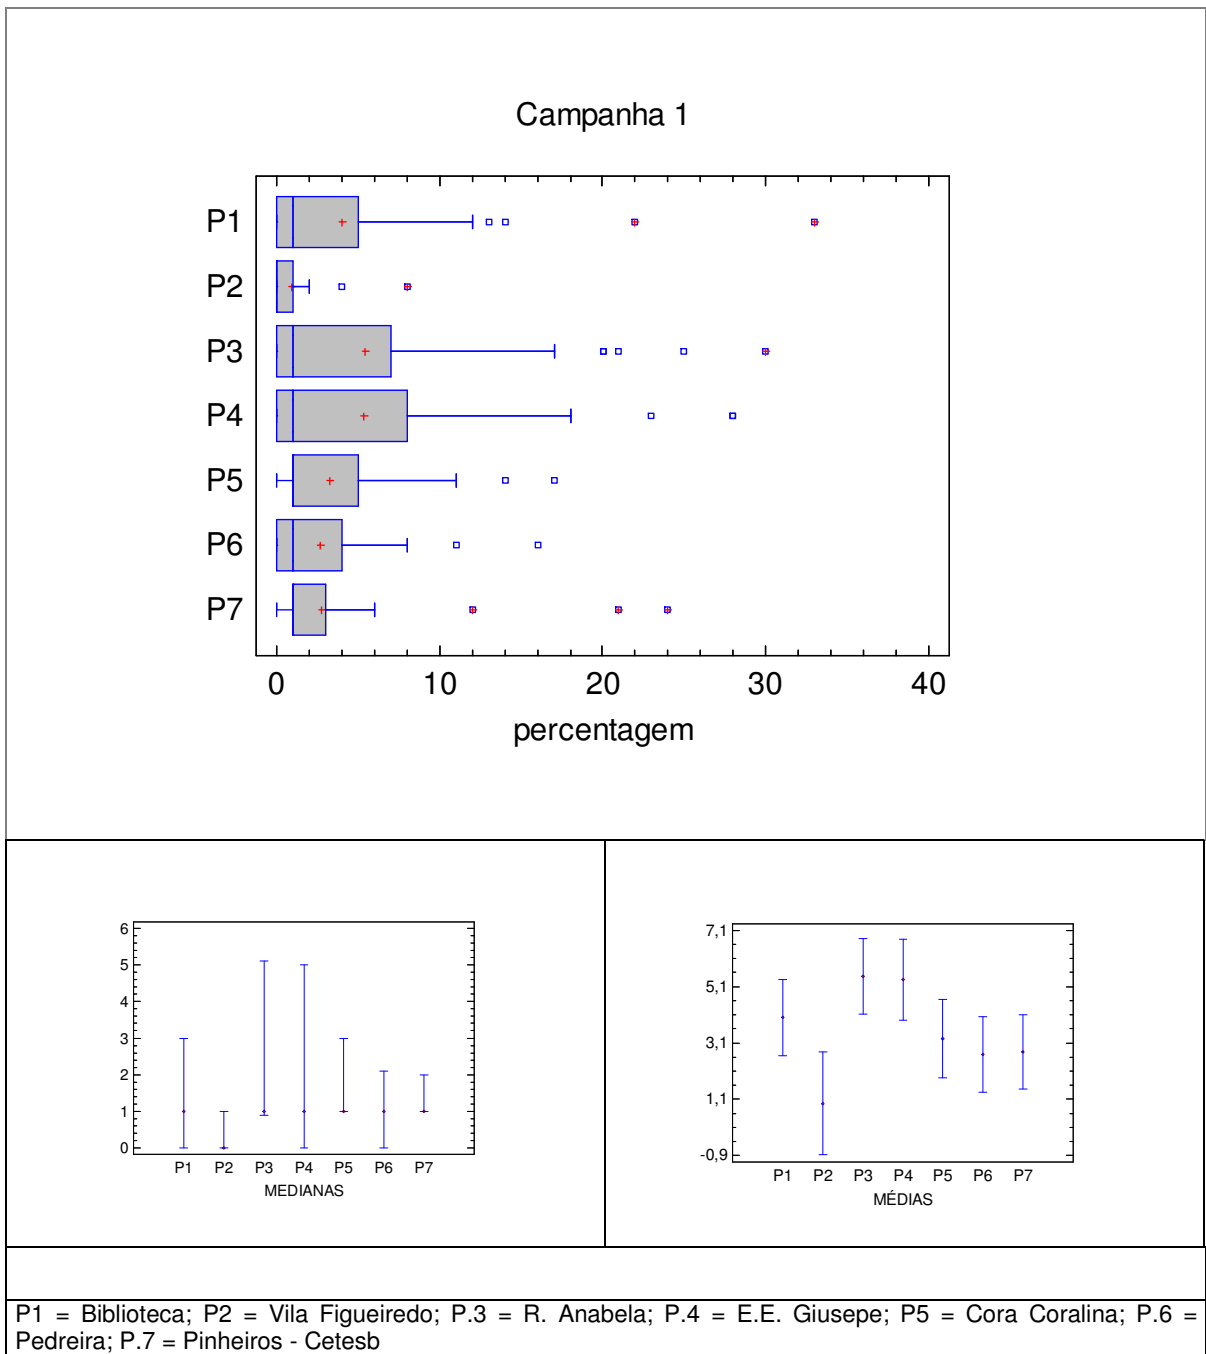 Campanha 1
P1
P2
P3
P4
P5
P6
P7
0 10 20 30 40
percentagem
6
5
4
3
2
1
0
P1 P2 P3 P4 P5 P6 P7
MEDIANAS
7,1
5,1
3,1
1,1
-0,9
P1 P2 P3 P4 P5 P6 P7
MÉDIAS
P1 = Biblioteca; P2 = Vila Figueiredo; P.3 = R. Anabela; P.4 = E.E. Giusepe; P5 = Cora Coralina; P.6 =
Pedreira; P.7 = Pinheiros - Cetesb